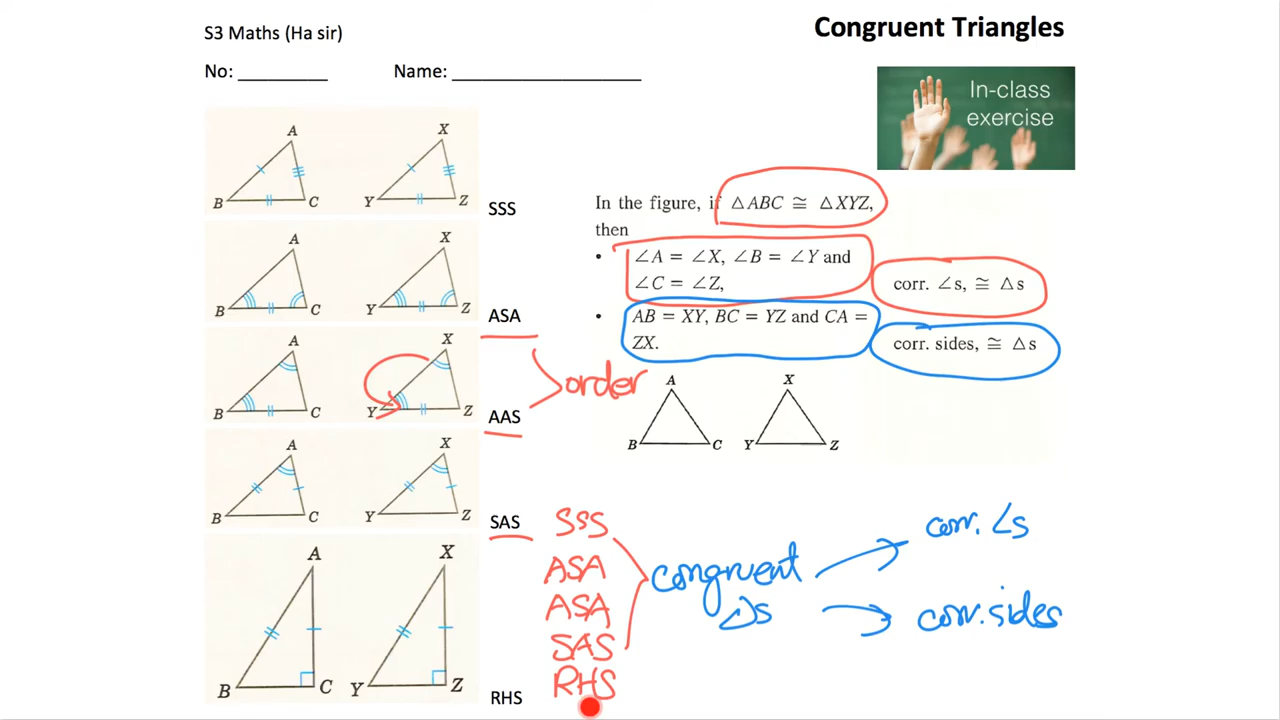 S3 Maths (Ha sir)
Congruent Triangles
No: _________ Name: ___________________
In-class
exercise
A
B
C
X
Y
Z
SSS
A
B
C
X
Y
Z
ASA
A
B
C
X
Y
Z
AAS
A
B
C
X
Y
Z
SAS
A
B
C
X
Y
Z
RHS
order
In the figure, if △ABC ≅ △XYZ,
then
• ∠A = ∠X, ∠B = ∠Y and
∠C = ∠Z,
corr. ∠s, ≅ △s
• AB = XY, BC = YZ and CA =
ZX.
corr. sides, ≅ △s
A
B
C
X
Y
Z
SSS
ASA
ASA
SAS
RHS
congruent
△s
corr. ∠s
corr. sides